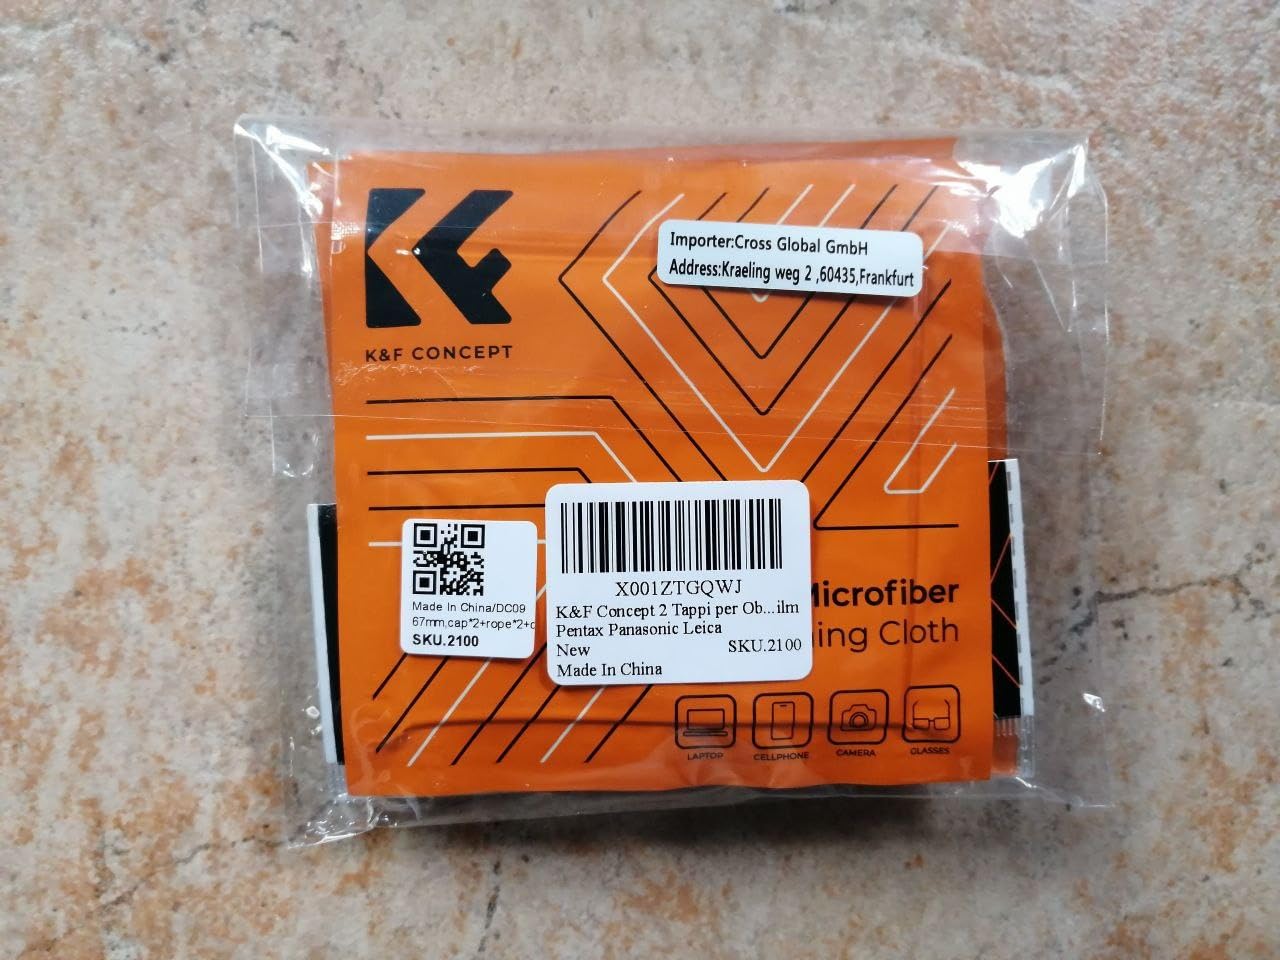 K&F CONCEPT
Importer:Cross Global GmbH
Address:Kraeling weg 2 ,60435,Frankfurt
Made In China/DC09
67mm,cap*2+rope*2+c
SKU.2100
X001ZTGQWJ
K&F Concept 2 Tappi per Ob...ilm
Pentax Panasonic Leica
New SKU.2100
Made In China
Microfiber
ing Cloth
LAPTOP
CELLPHONE
CAMERA
GLASSES